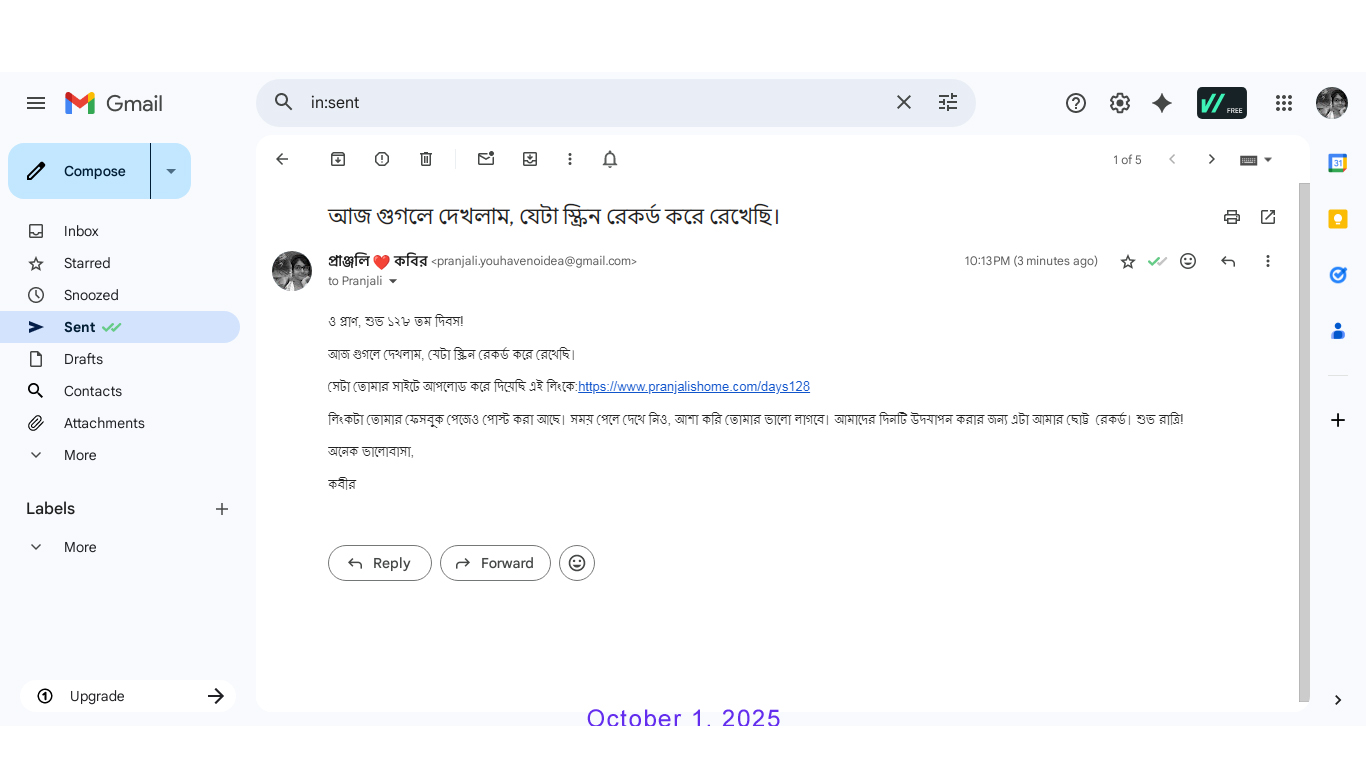 Gmail
in:sent
FREE
Compose
1 of 5
31
Inbox
Starred
Snoozed
Sent
Drafts
Contacts
Attachments
More
Labels
More
Upgrade
আজ গুগলে দেখলাম, যেটা স্ক্রিন রেকর্ড করে রেখেছি।
প্রাঞ্জলি ❤️ কবির <pranjali.youhavenoidea@gmail.com>
10:13 PM (3 minutes ago)
to Pranjali
ও প্রাণ, শুভ ১২৮ তম দিবস!
আজ গুগলে দেখলাম, যেটা স্ক্রিন রেকর্ড করে রেখেছি।
সেটা তোমার সাইটে আপলোড করে দিয়েছি এই লিংকে:https://www.pranjalishome.com/days128
লিংকটা তোমার ফেসবুক পেজেও পোস্ট করা আছে। সময় পেলে দেখে নিও, আশা করি তোমার ভালো লাগবে। আমাদের দিনটি উদযাপন করার জন্য এটা আমার ছোট্ট রেকর্ড। শুভ রাত্রি!
অনেক ভালোবাসা,
কবীর
Reply
Forward
October 1, 2025